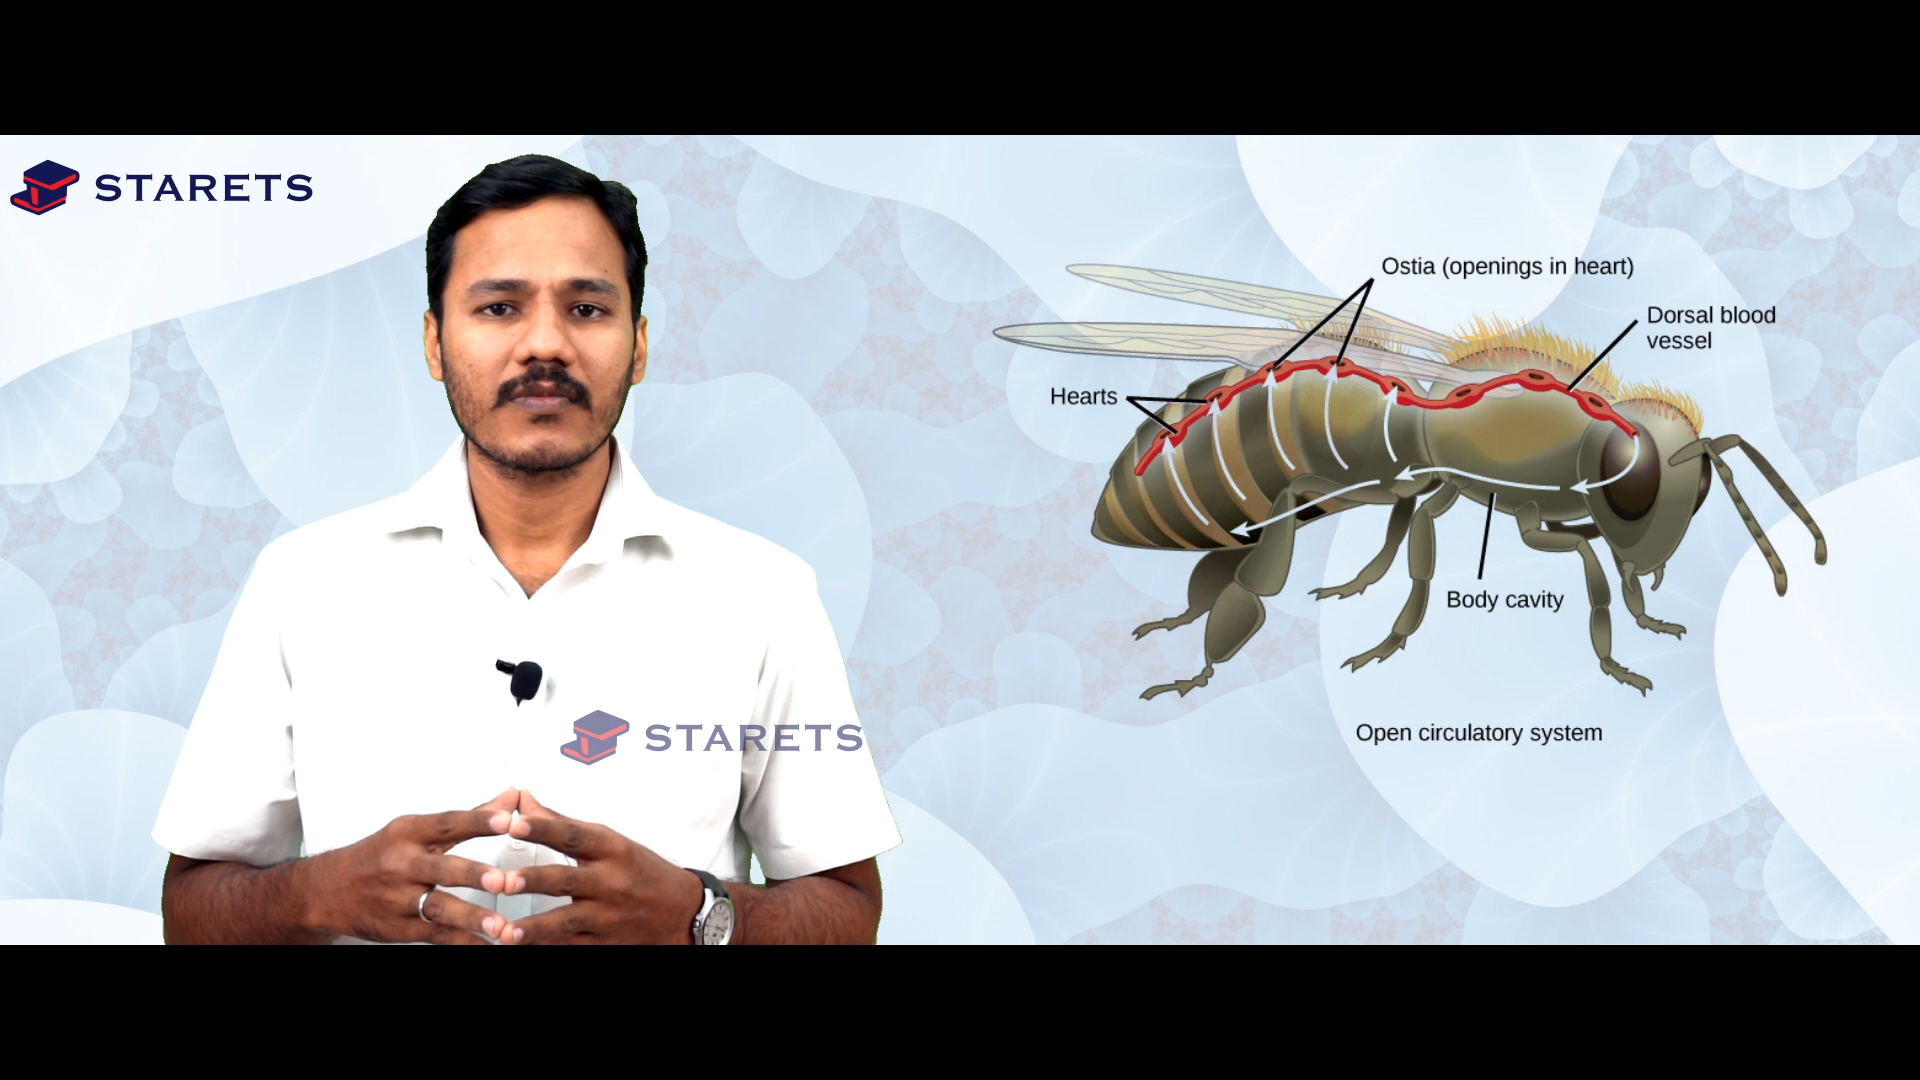 STARETS
Ostia (openings in heart)
Dorsal blood
vessel
Hearts
Body cavity
STARETS
Open circulatory system